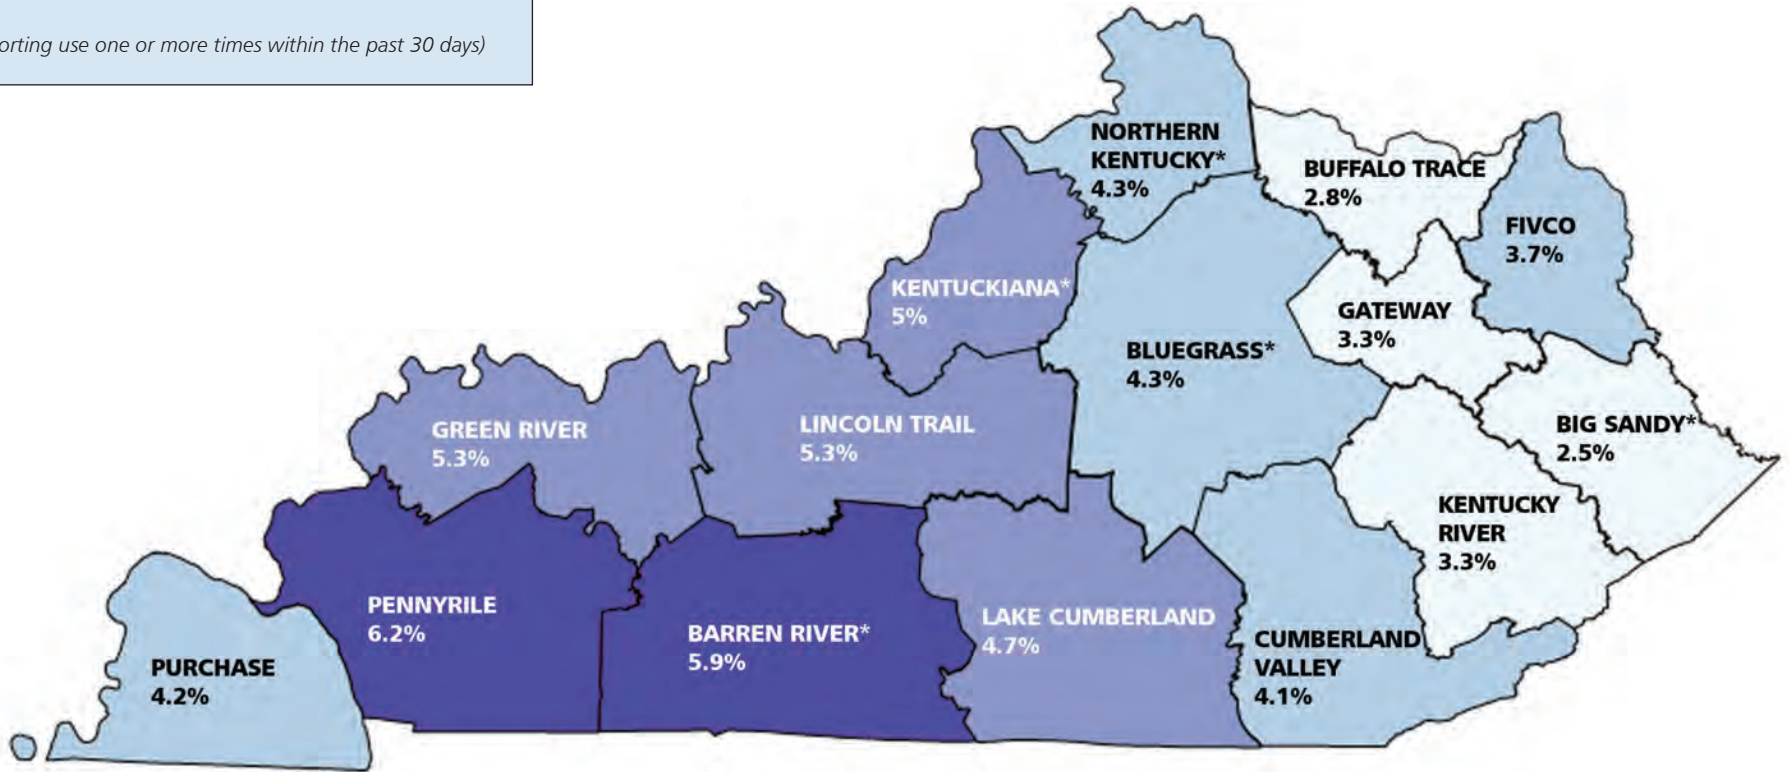 orting use one or more times within the past 30 days)
NORTHERN
KENTUCKY*
4.3%
BUFFALO TRACE
2.8%
FIVCO
3.7%
KENTUCKIANA*
5%
GATEWAY
3.3%
BLUEGRASS*
4.3%
GREEN RIVER
5.3%
LINCOLN TRAIL
5.3%
BIG SANDY*
2.5%
KENTUCKY
RIVER
3.3%
PENNYRILE
6.2%
BARREN RIVER*
5.9%
LAKE CUMBERLAND
4.7%
CUMBERLAND
VALLEY
4.1%
PURCHASE
4.2%